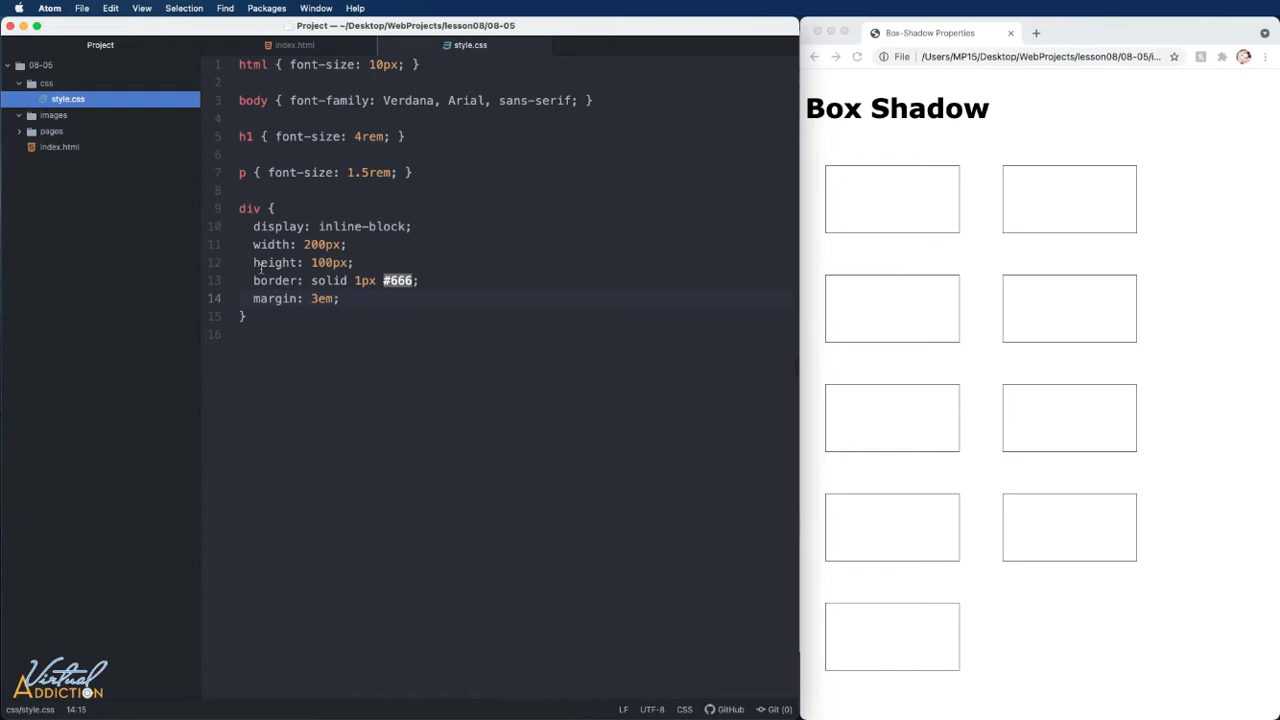 Atom File Edit View Selection Find Packages Window Help
Project — ~/Desktop/WebProjects/lesson08/08-05
Project
08-05
css
style.css
images
pages
index.html
index.html style.css
1 html { font-size: 10px; }
2
3 body { font-family: Verdana, Arial, sans-serif; }
4
5 h1 { font-size: 4rem; }
6
7 p { font-size: 1.5rem; }
8
9 div {
10 display: inline-block;
11 width: 200px;
12 height: 100px;
13 border: solid 1px #666;
14 margin: 3em;
15 }
16
Virtual
ADDICTION
css/style.css 14:15 LF UTF-8 CSS GitHub Git (0)
Box-Shadow Properties
File /Users/MP15/Desktop/WebProjects/lesson08/08-05/i...
Box Shadow